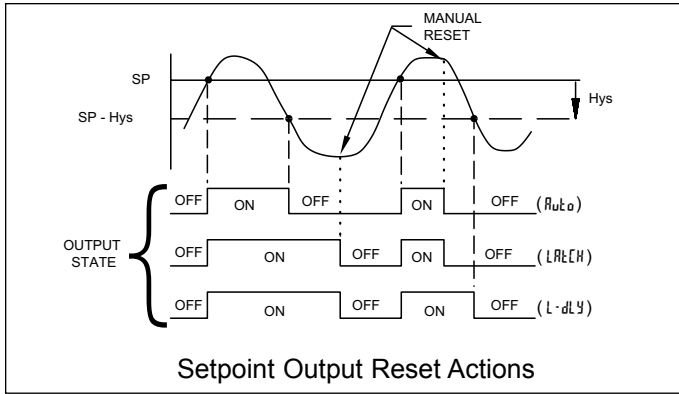 MANUAL
RESET
SP
Hys
SP - Hys
OFF ON OFF ON OFF (Auto)
OUTPUT
STATE
OFF ON OFF ON OFF (LAtCH)
OFF ON OFF ON OFF (L-dLY)
Setpoint Output Reset Actions